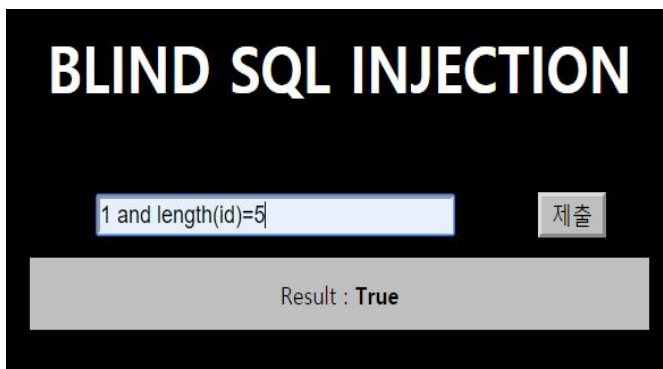 BLIND SQL INJECTION
1 and length(id)=5
제출
Result : True